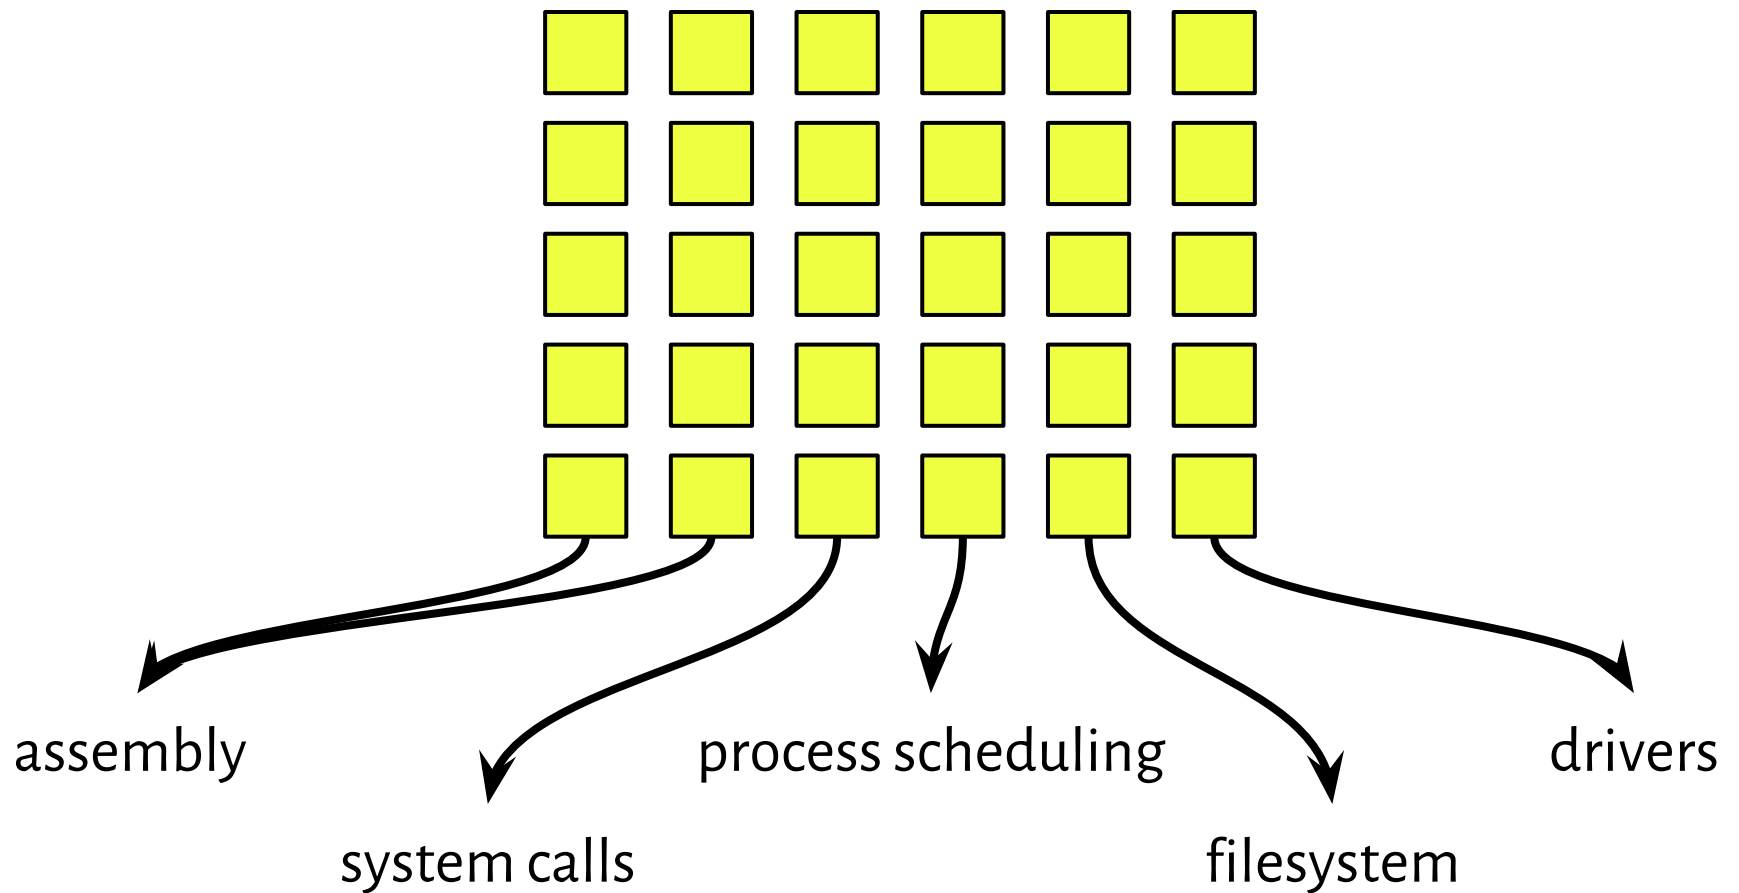 assembly
process scheduling
drivers
system calls
filesystem